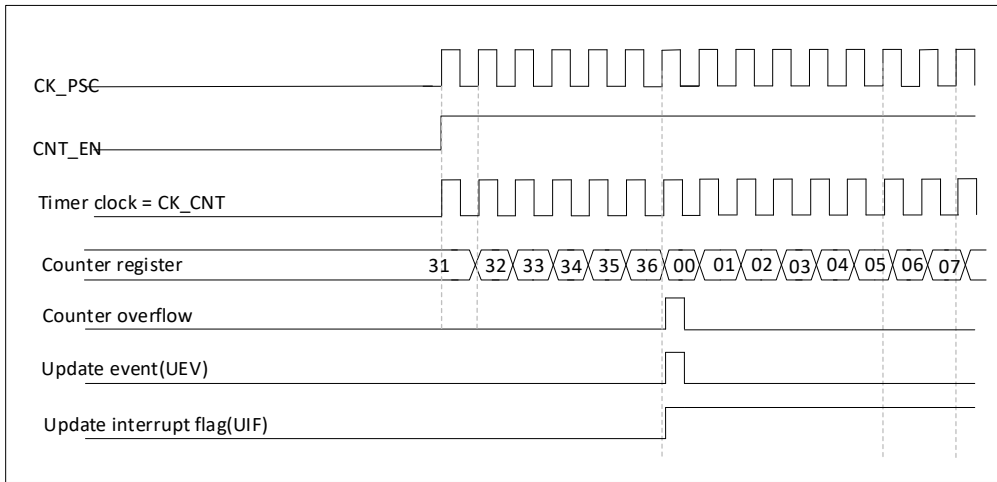 CK_PSC
CNT_EN
Timer clock = CK_CNT
Counter register 31 32 33 34 35 36 00 01 02 03 04 05 06 07
Counter overflow
Update event(UEV)
Update interrupt flag(UIF)